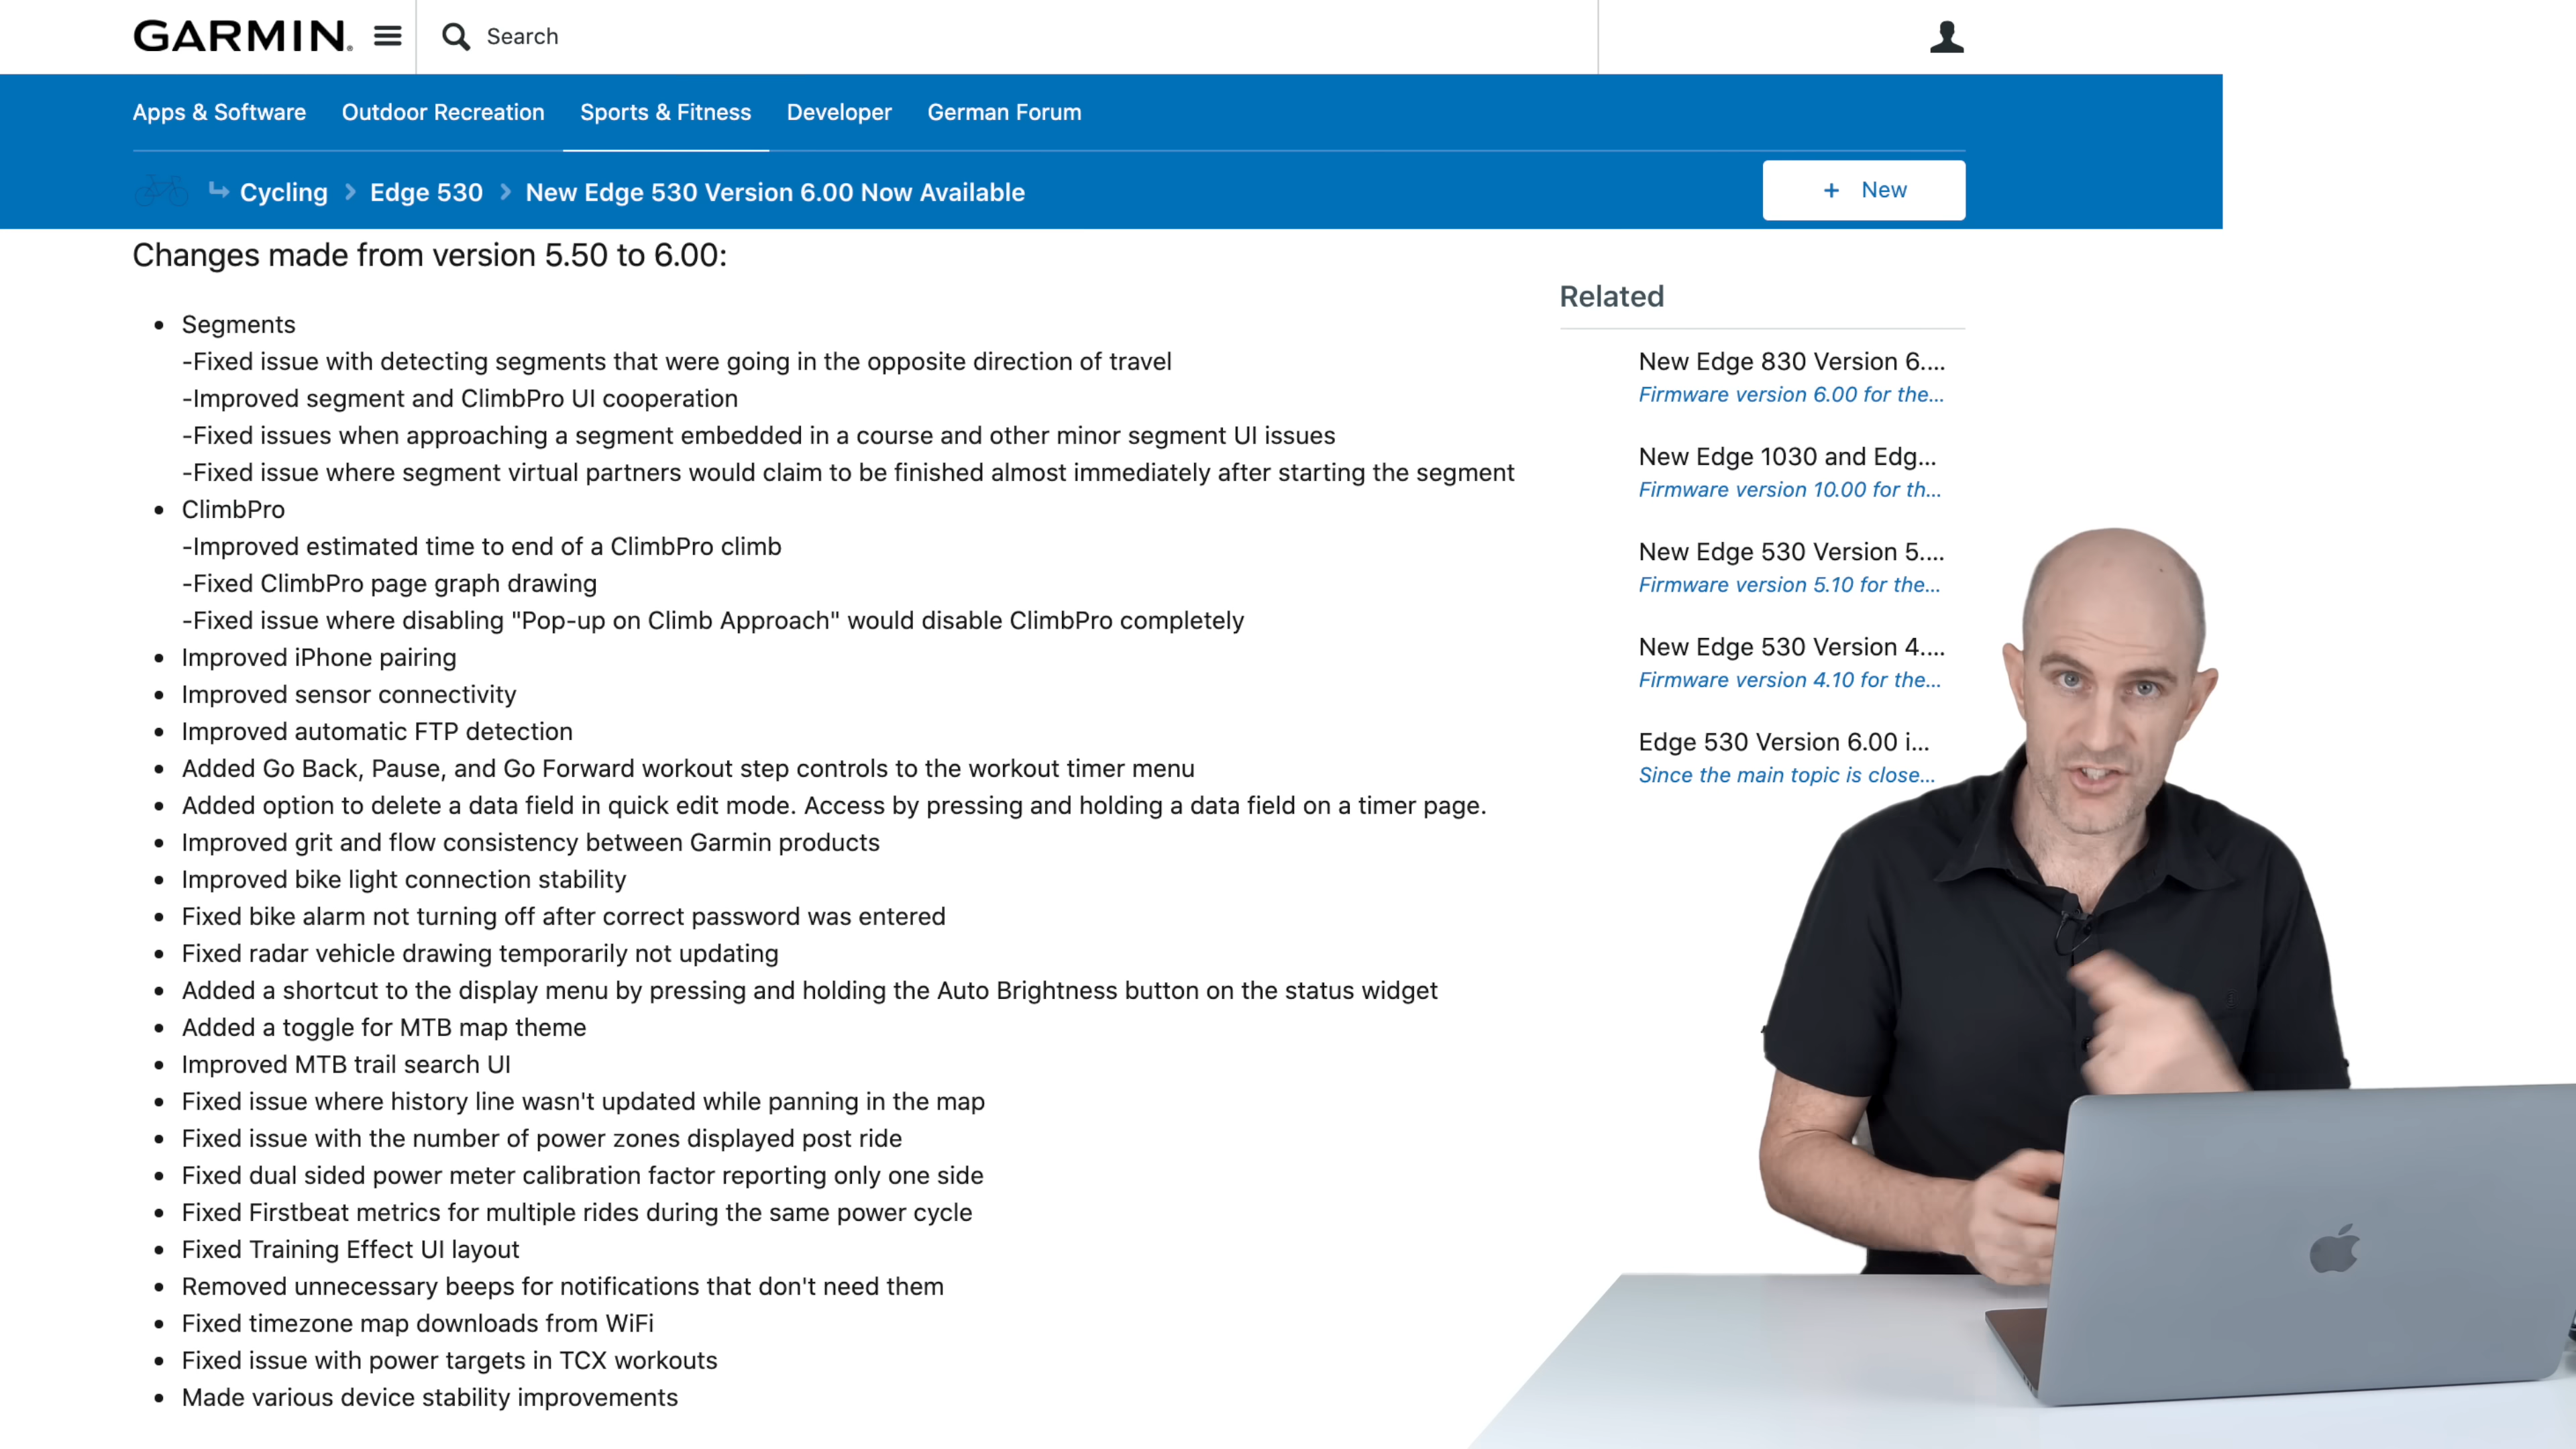 GARMIN
Search
Apps & Software Outdoor Recreation Sports & Fitness Developer German Forum
Cycling > Edge 530 > New Edge 530 Version 6.00 Now Available
+ New
Changes made from version 5.50 to 6.00:
• Segments
-Fixed issue with detecting segments that were going in the opposite direction of travel
-Improved segment and ClimbPro UI cooperation
-Fixed issues when approaching a segment embedded in a course and other minor segment UI issues
-Fixed issue where segment virtual partners would claim to be finished almost immediately after starting the segment
• ClimbPro
-Improved estimated time to end of a ClimbPro climb
-Fixed ClimbPro page graph drawing
-Fixed issue where disabling "Pop-up on Climb Approach" would disable ClimbPro completely
• Improved iPhone pairing
• Improved sensor connectivity
• Improved automatic FTP detection
• Added Go Back, Pause, and Go Forward workout step controls to the workout timer menu
• Added option to delete a data field in quick edit mode. Access by pressing and holding a data field on a timer page.
• Improved grit and flow consistency between Garmin products
• Improved bike light connection stability
• Fixed bike alarm not turning off after correct password was entered
• Fixed radar vehicle drawing temporarily not updating
• Added a shortcut to the display menu by pressing and holding the Auto Brightness button on the status widget
• Added a toggle for MTB map theme
• Improved MTB trail search UI
• Fixed issue where history line wasn't updated while panning in the map
• Fixed issue with the number of power zones displayed post ride
• Fixed dual sided power meter calibration factor reporting only one side
• Fixed Firstbeat metrics for multiple rides during the same power cycle
• Fixed Training Effect UI layout
• Removed unnecessary beeps for notifications that don't need them
• Fixed timezone map downloads from WiFi
• Fixed issue with power targets in TCX workouts
• Made various device stability improvements
Related
New Edge 830 Version 6....
Firmware version 6.00 for the...
New Edge 1030 and Edg...
Firmware version 10.00 for th...
New Edge 530 Version 5....
Firmware version 5.10 for the...
New Edge 530 Version 4....
Firmware version 4.10 for the...
Edge 530 Version 6.00 i...
Since the main topic is close...